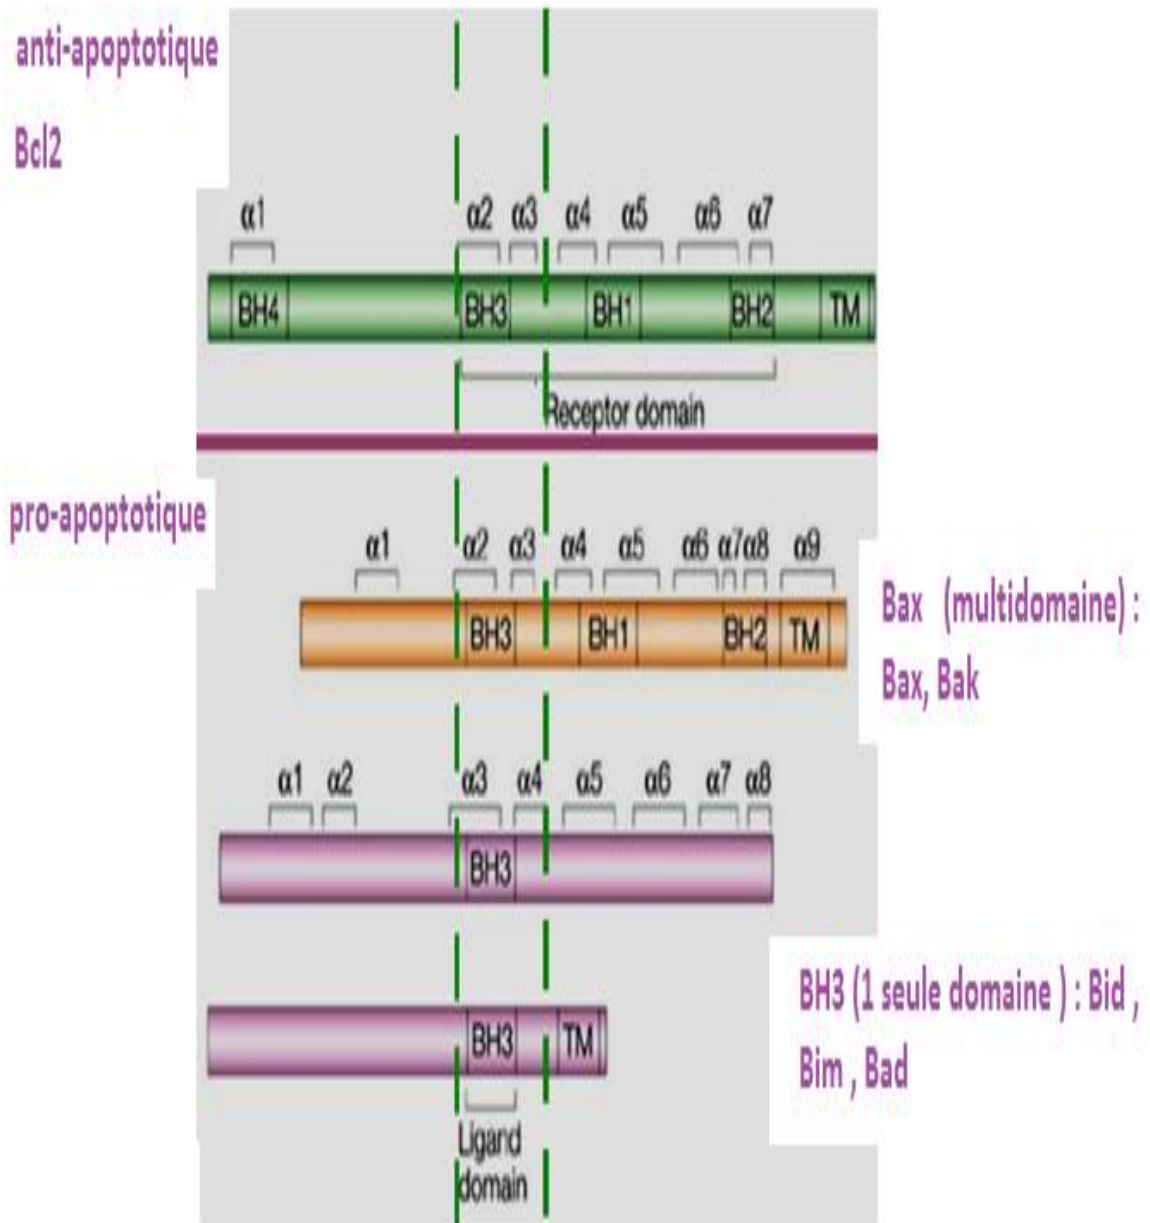 anti-apoptotique
Bcl2
α1 α2 α3 α4 α5 α6 α7
BH4 BH3 BH1 BH2 TM
Receptor domain
pro-apoptotique
α1 α2 α3 α4 α5 α6 α7 α8 α9
BH3 BH1 BH2 TM
Bax (multidomaine) :
Bax, Bak
α1 α2 α3 α4 α5 α6 α7 α8
BH3
BH3 (1 seule domaine ) : Bid ,
Bim , Bad
BH3 TM
Ligand
domain